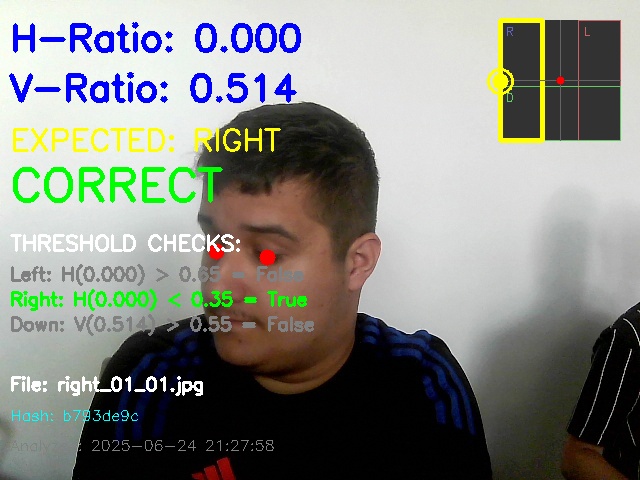 H-Ratio: 0.000
V-Ratio: 0.514
EXPECTED: RIGHT
CORRECT
THRESHOLD CHECKS:
Left: H(0.000) > 0.65 = False
Right: H(0.000) < 0.35 = True
Down: V(0.514) > 0.55 = False
File: right_01_01.jpg
Hash: b793de9c
Analyzed: 2025-06-24 21:27:58
R
L
D